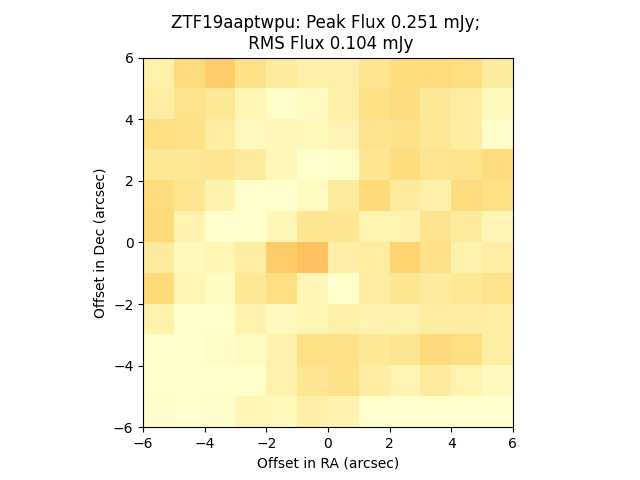 ZTF19aaptwpu: Peak Flux 0.251 mJy;
RMS Flux 0.104 mJy
6
4
2
0
−2
−4
−6
Offset in Dec (arcsec)
−6 −4 −2 0 2 4 6
Offset in RA (arcsec)